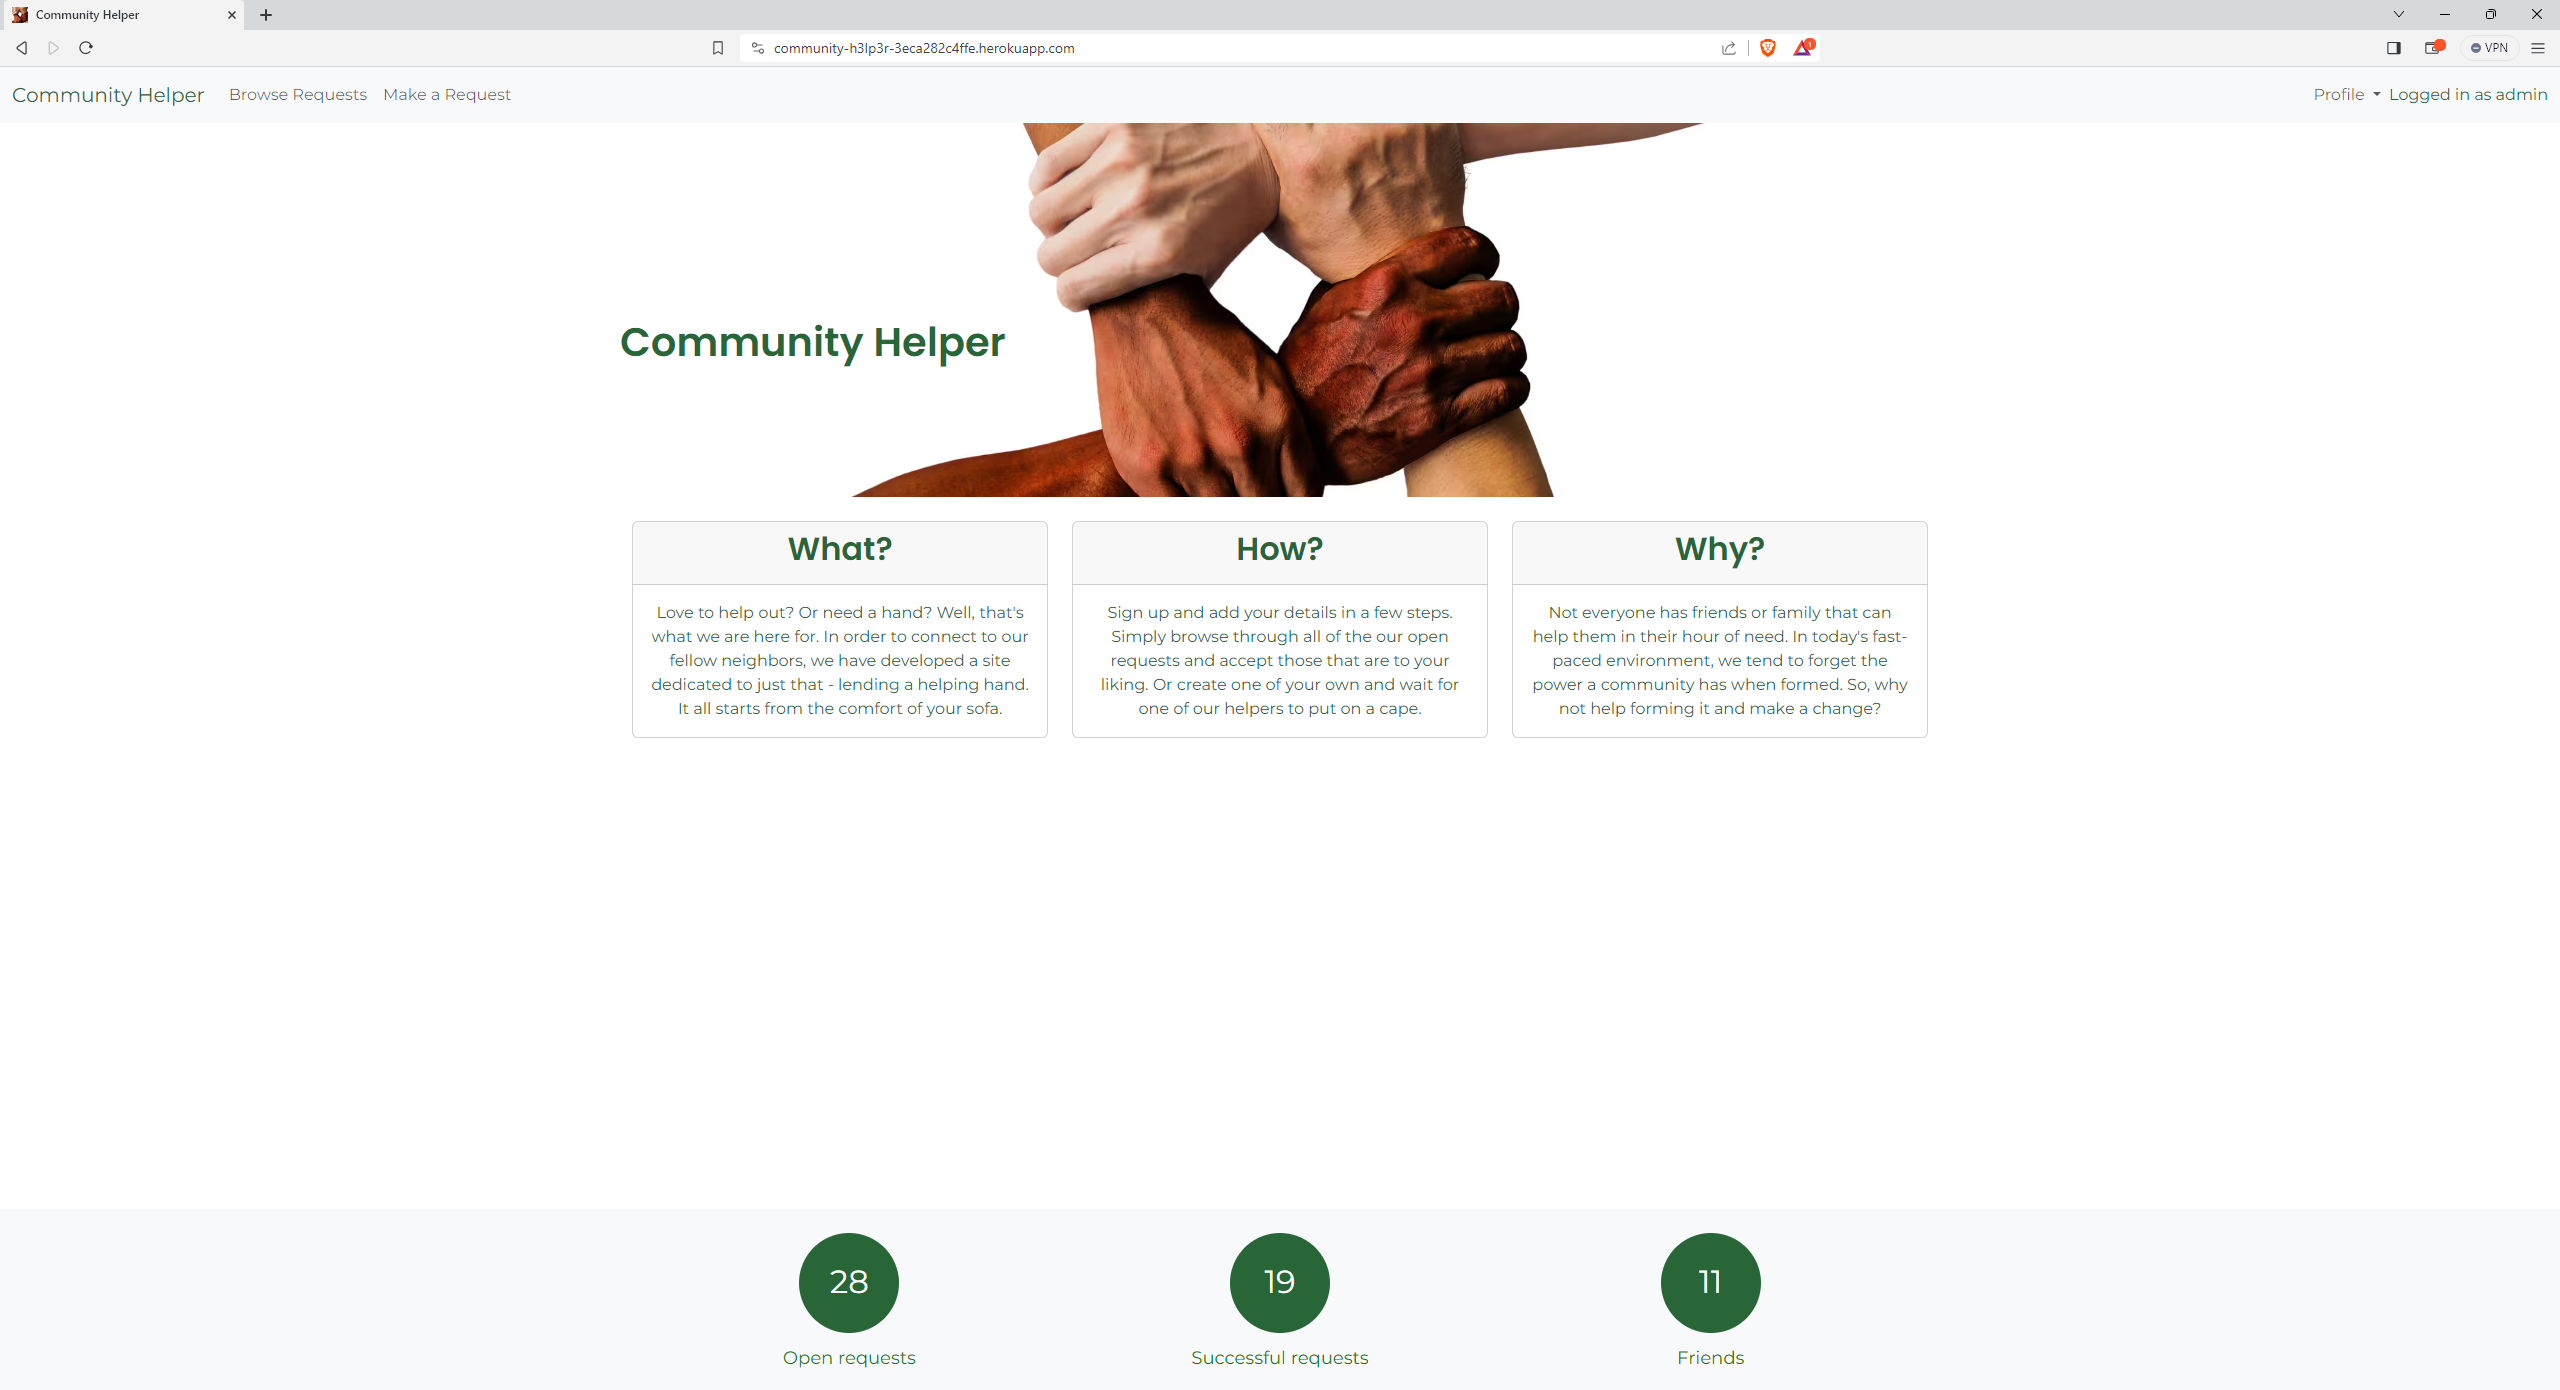 Community Helper
community-h3lp3r-3eca282c4ffe.herokuapp.com
1
VPN
Community Helper
Browse Requests
Make a Request
Profile
Logged in as admin
Community Helper
What?
Love to help out? Or need a hand? Well, that's
what we are here for. In order to connect to our
fellow neighbors, we have developed a site
dedicated to just that - lending a helping hand.
It all starts from the comfort of your sofa.
How?
Sign up and add your details in a few steps.
Simply browse through all of the our open
requests and accept those that are to your
liking. Or create one of your own and wait for
one of our helpers to put on a cape.
Why?
Not everyone has friends or family that can
help them in their hour of need. In today's fast-
paced environment, we tend to forget the
power a community has when formed. So, why
not help forming it and make a change?
28
Open requests
19
Successful requests
11
Friends